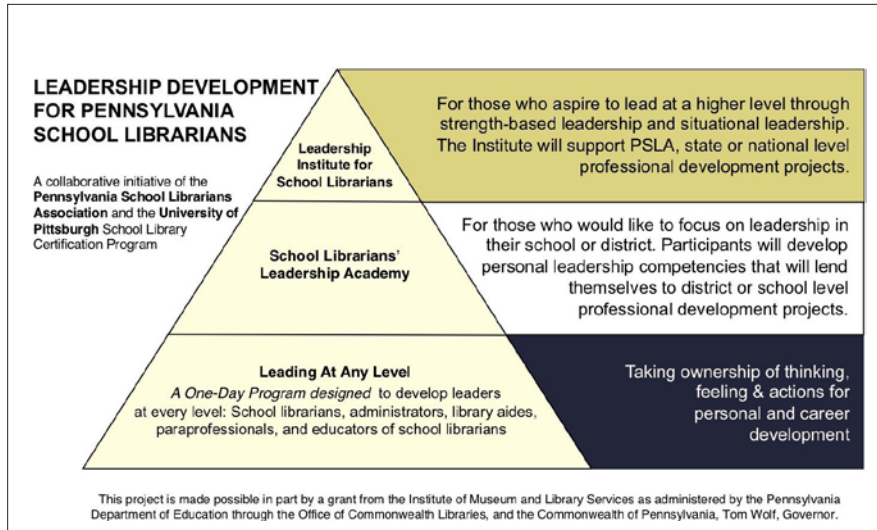 LEADERSHIP DEVELOPMENT
FOR PENNSYLVANIA
SCHOOL LIBRARIANS
A collaborative initiative of the
Pennsylvania School Librarians
Association and the University of
Pittsburgh School Library
Certification Program
Leadership
Institute for
School Librarians
For those who aspire to lead at a higher level through
strength-based leadership and situational leadership.
The Institute will support PSLA, state or national level
professional development projects.
School Librarians'
Leadership Academy
For those who would like to focus on leadership in
their school or district. Participants will develop
personal leadership competencies that will lend
themselves to district or school level
professional development projects.
Leading At Any Level
A One-Day Program designed to develop leaders
at every level: School librarians, administrators, library aides,
paraprofessionals, and educators of school librarians
Taking ownership of thinking,
feeling & actions for
personal and career
development
This project is made possible in part by a grant from the Institute of Museum and Library Services as administered by the Pennsylvania
Department of Education through the Office of Commonwealth Libraries, and the Commonwealth of Pennsylvania, Tom Wolf, Governor.